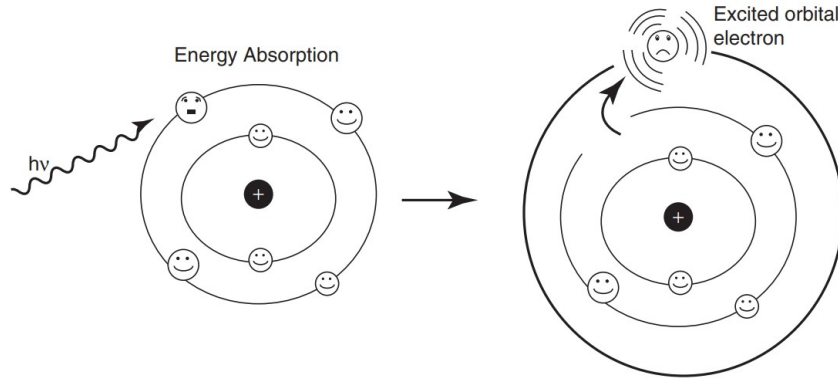 Energy Absorption
hν
+
Excited orbital
electron
+